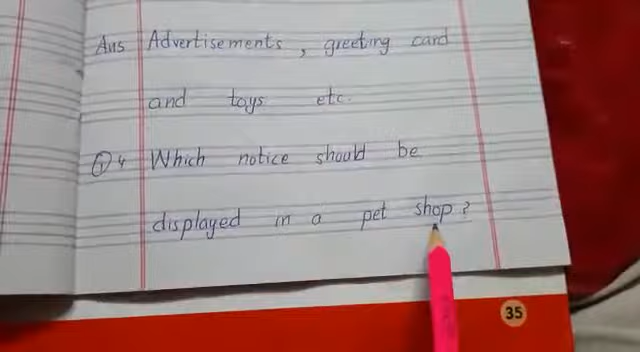 Ans Advertisements, greeting card
and toys etc.
Q4 Which notice should be
displayed in a pet shop?
35